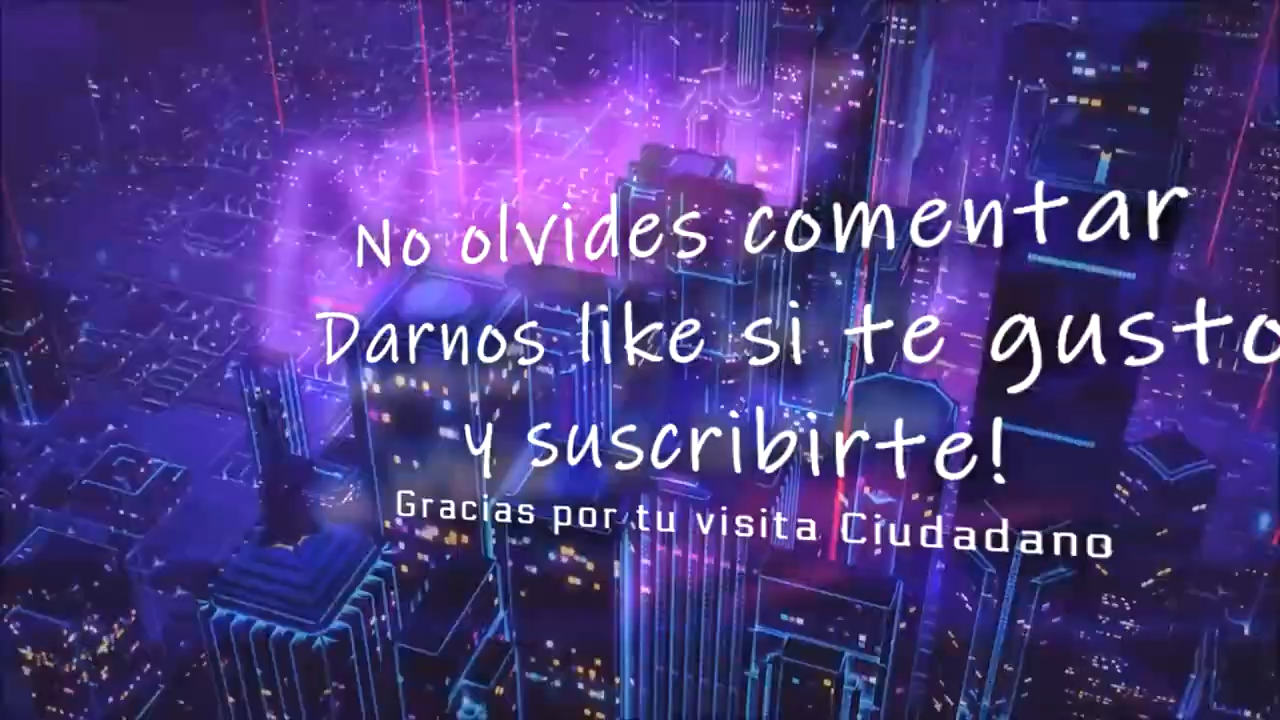 No olvides comentar
Darnos like si te gusto
y suscribirte!
Gracias por tu visita Ciudadano